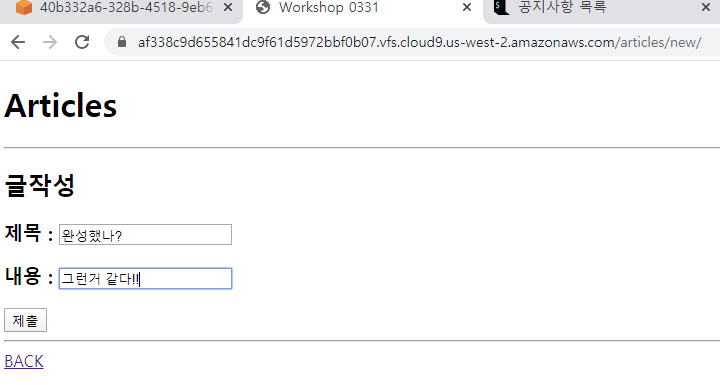 40b332a6-328b-4518-9eb6
Workshop 0331
공지사항 목록
af338c9d655841dc9f61d5972bbf0b07.vfs.cloud9.us-west-2.amazonaws.com/articles/new/
Articles
글작성
제목 : 완성했나?
내용 : 그런거 같다!!
제출
BACK